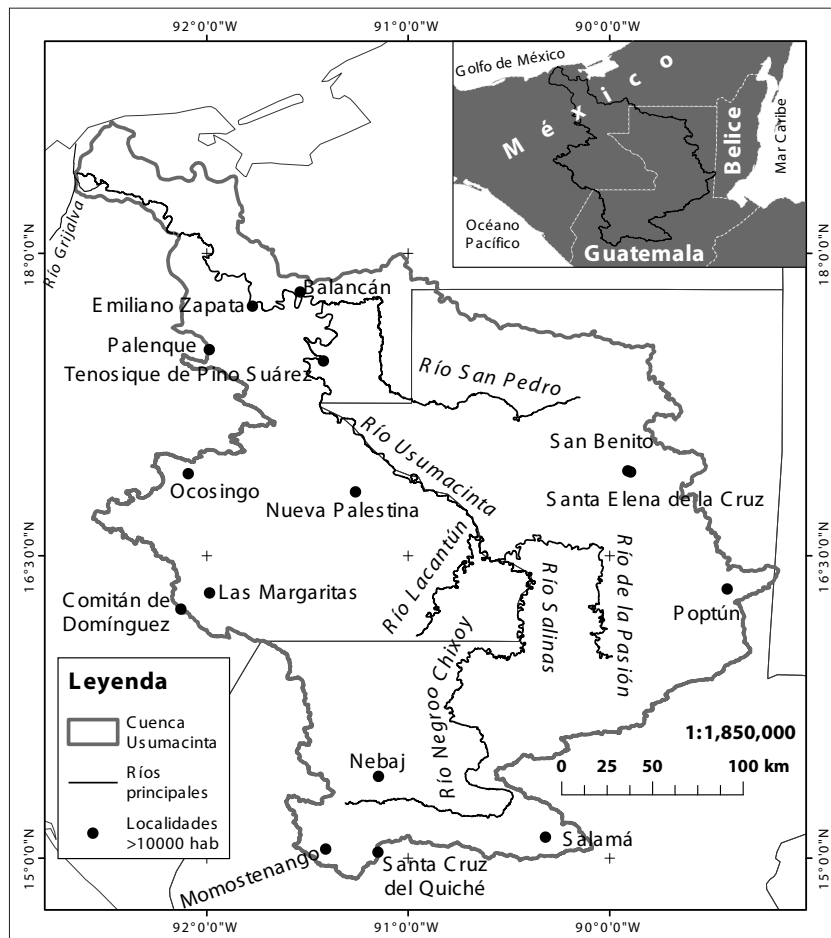 92°0'0"W
91°0'0"W
90°0'0"W
Golfo de México
México
Belice
Mar Caribe
Océano
Pacífico
Guatemala
18°0'0"N
18°0'0"N
Río Grijalva
Balancán
Emiliano Zapata
Palenque
Tenosique de Pino Suárez
Río San Pedro
Río Usumacinta
San Benito
Ocosingo
Nueva Palestina
Santa Elena de la Cruz
16°30'0"N
16°30'0"N
Río Lacantún
Río Salinas
Río de la Pasión
Las Margaritas
Comitán de
Domínguez
Poptún
Río Negroo Chixoy
Leyenda
Cuenca
Usumacinta
Ríos
principales
Localidades
>10000 hab
1:1,850,000
0 25 50 100 km
Nebaj
Salamá
Momostenango
Santa Cruz
del Quiché
15°0'0"N
15°0'0"N
92°0'0"W
91°0'0"W
90°0'0"W